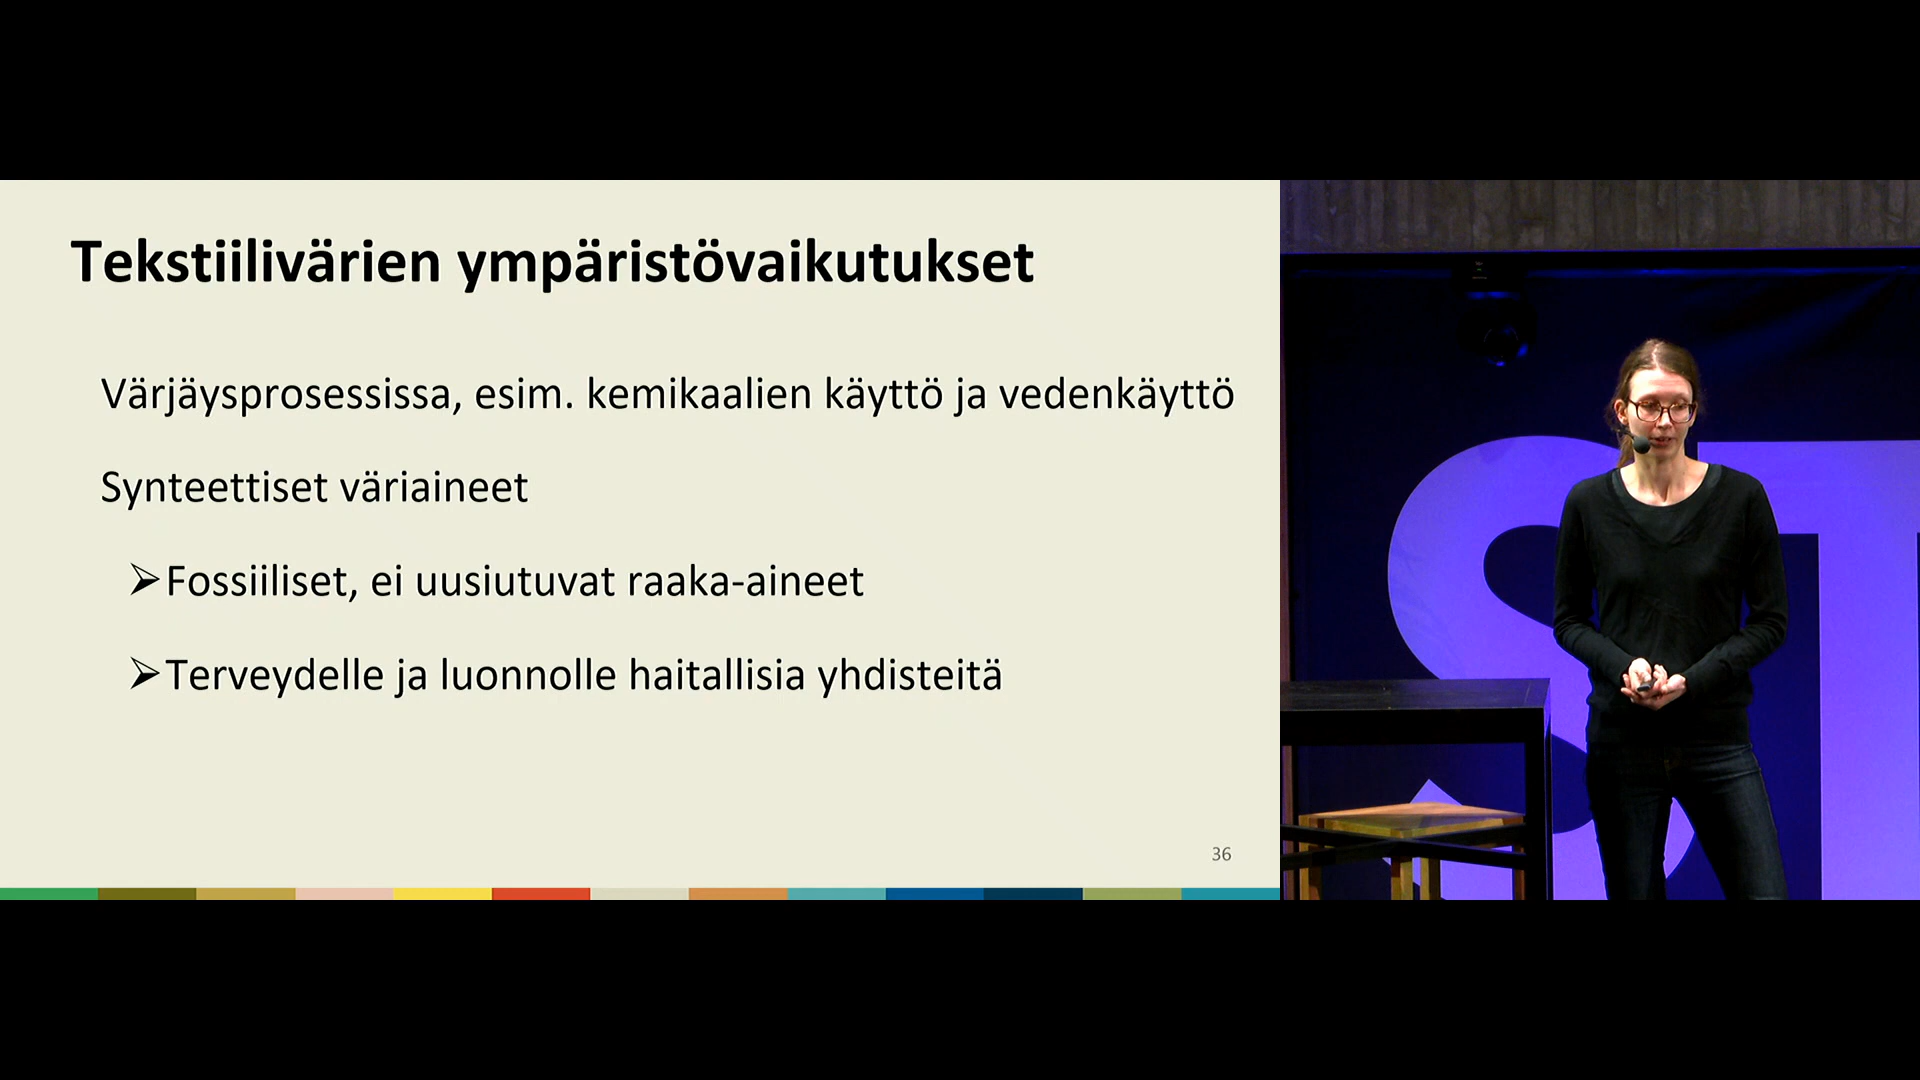 Tekstiilivärien ympäristövaikutukset
Värjäysprosessissa, esim. kemikaalien käyttö ja vedenkäyttö
Synteettiset väriaineet
➢Fossiiliset, ei uusiutuvat raaka-aineet
➢Terveydelle ja luonnolle haitallisia yhdisteitä
36
ST